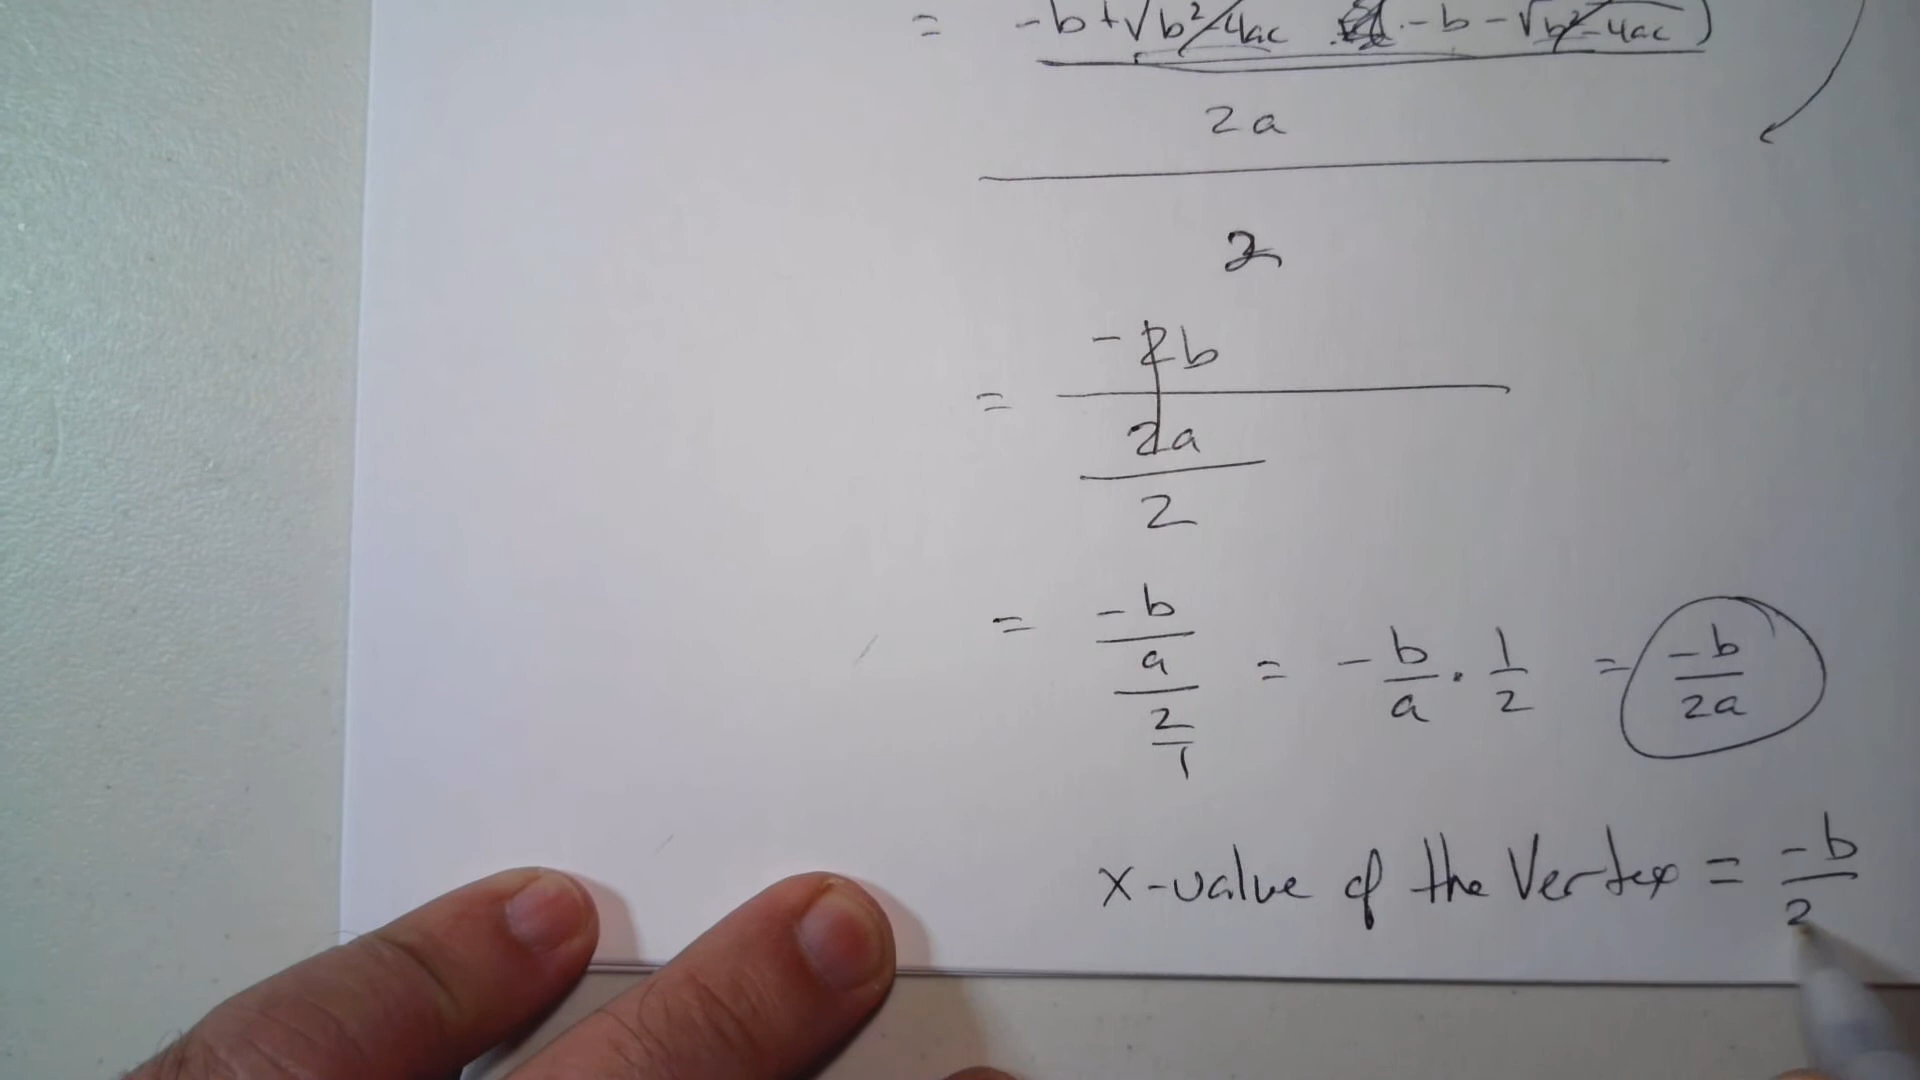 = -b + √b²-4ac -b - √b²-4ac )
2a
2
-2b
=
2a
2
= -b/a / 2/1 = -b/a · 1/2 = -b/2a
x-value of the Vertex = -b/2